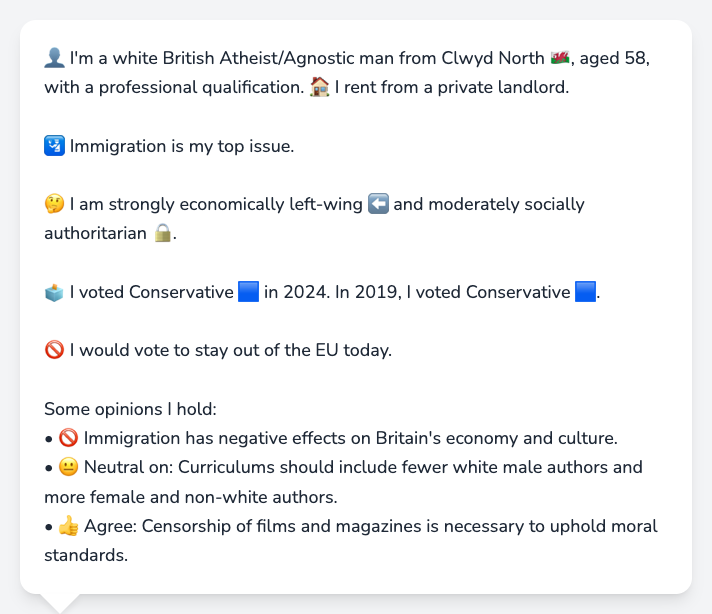 👤 I'm a white British Atheist/Agnostic man from Clwyd North 🏴󠁧󠁢󠁷󠁬󠁳󠁿, aged 58,
with a professional qualification. 🏠 I rent from a private landlord.
🛂 Immigration is my top issue.
🤔 I am strongly economically left-wing ⬅️ and moderately socially
authoritarian 🔒.
🗳️ I voted Conservative 🟦 in 2024. In 2019, I voted Conservative 🟦.
🚫 I would vote to stay out of the EU today.
Some opinions I hold:
• 🚫 Immigration has negative effects on Britain's economy and culture.
• 😐 Neutral on: Curriculums should include fewer white male authors and
more female and non-white authors.
• 👍 Agree: Censorship of films and magazines is necessary to uphold moral
standards.